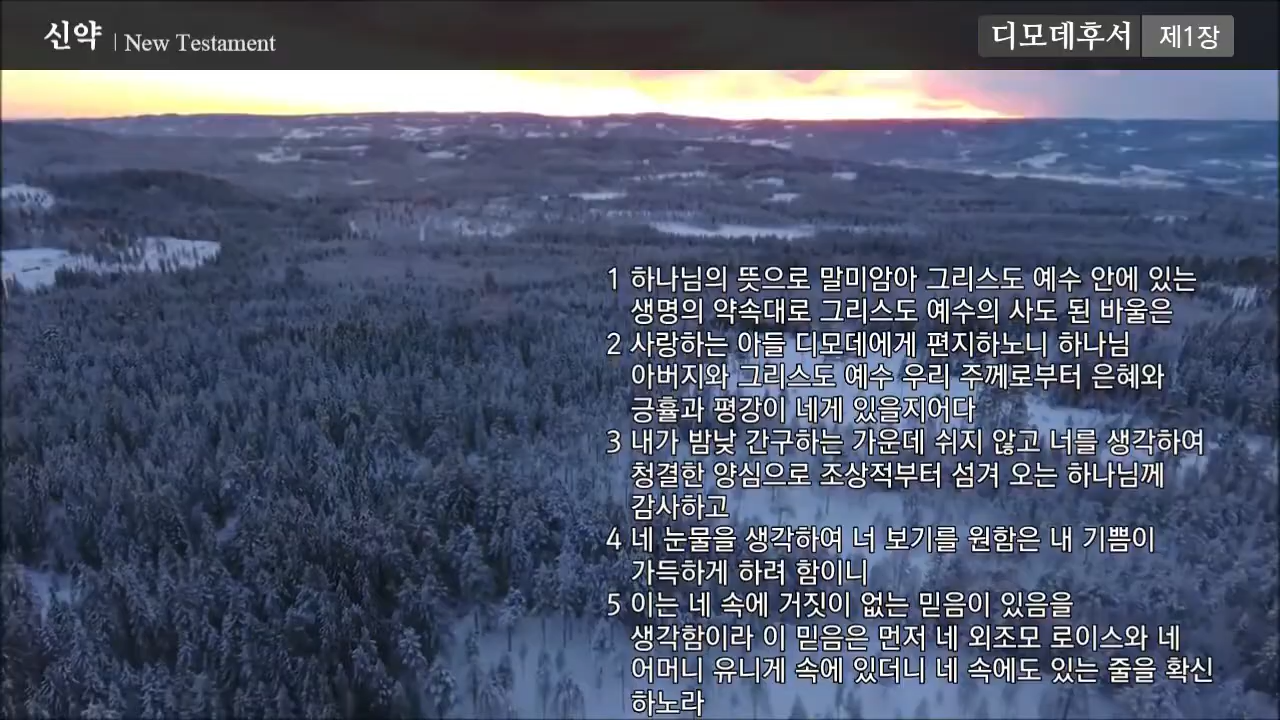 신약 | New Testament
디모데후서 제1장
1 하나님의 뜻으로 말미암아 그리스도 예수 안에 있는
생명의 약속대로 그리스도 예수의 사도 된 바울은
2 사랑하는 아들 디모데에게 편지하노니 하나님
아버지와 그리스도 예수 우리 주께로부터 은혜와
긍휼과 평강이 네게 있을지어다
3 내가 밤낮 간구하는 가운데 쉬지 않고 너를 생각하여
청결한 양심으로 조상적부터 섬겨 오는 하나님께
감사하고
4 네 눈물을 생각하여 너 보기를 원함은 내 기쁨이
가득하게 하려 함이니
5 이는 네 속에 거짓이 없는 믿음이 있음을
생각함이라 이 믿음은 먼저 네 외조모 로이스와 네
어머니 유니게 속에 있더니 네 속에도 있는 줄을 확신
하노라